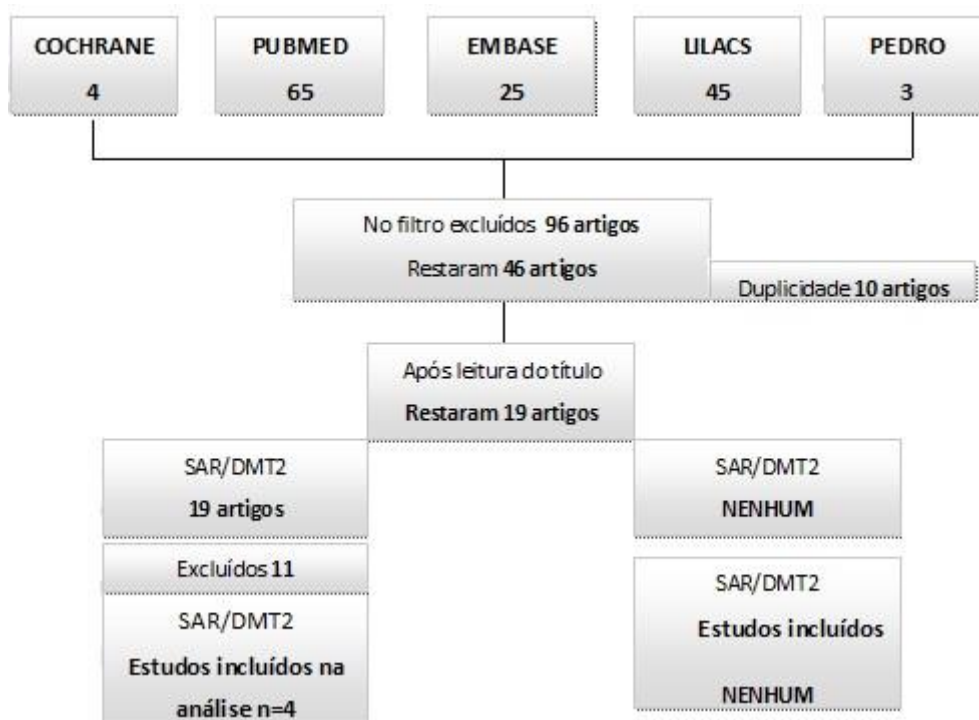 COCHRANE
4
PUBMED
65
EMBASE
25
LILACS
45
PEDRO
3
No filtro excluídos 96 artigos
Restaram 46 artigos
Duplicidade 10 artigos
Após leitura do título
Restaram 19 artigos
SAR/DMT2
19 artigos
Excluídos 11
SAR/DMT2
Estudos incluídos na
análise n=4
SAR/DMT2
NENHUM
SAR/DMT2
Estudos incluídos
NENHUM